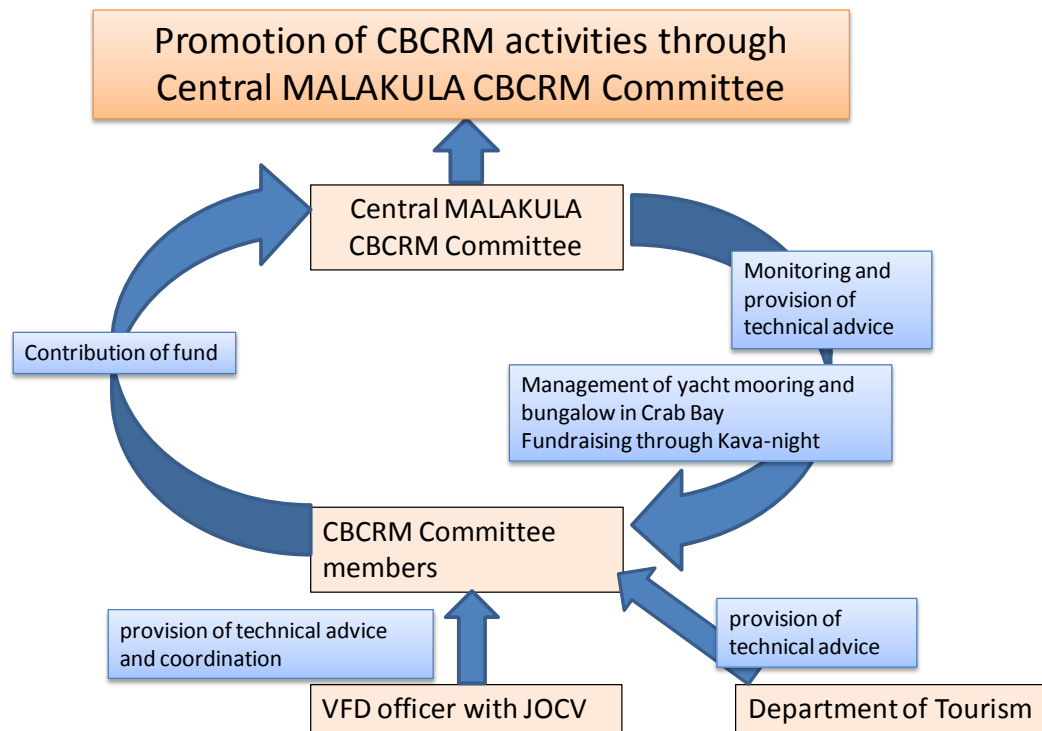 Promotion of CBCRM activities through
Central MALAKULA CBCRM Committee
Central MALAKULA
CBCRM Committee
Monitoring and
provision of
technical advice
Contribution of fund
Management of yacht mooring and
bungalow in Crab Bay
Fundraising through Kava-night
CBCRM Committee
members
provision of technical advice
and coordination
provision of
technical advice
VFD officer with JOCV
Department of Tourism